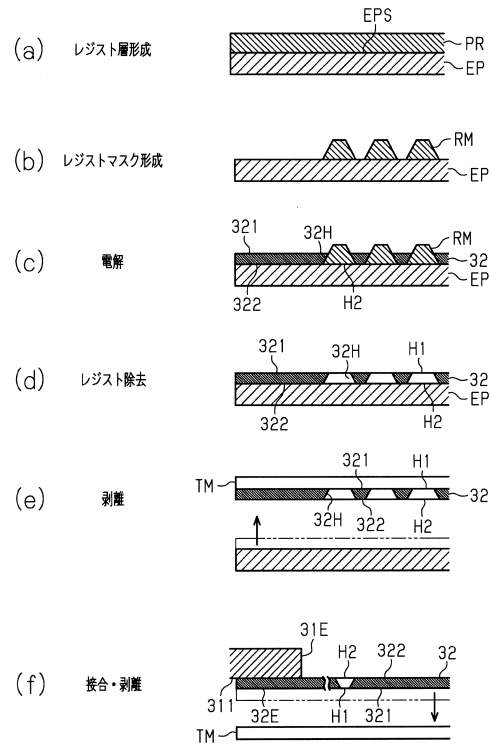 EPS
(a) レジスト層形成 PR
EP
(b) レジストマスク形成 RM
EP
321 32H RM
(c) 電解 32
EP
322 H2
321 32H H1
(d) レジスト除去 32
EP
322 H2
TM 321 H1
(e) 剥離 32
32H 322 H2
31E
H2 322 32
(f) 接合・剥離
311 32E H1 321
TM